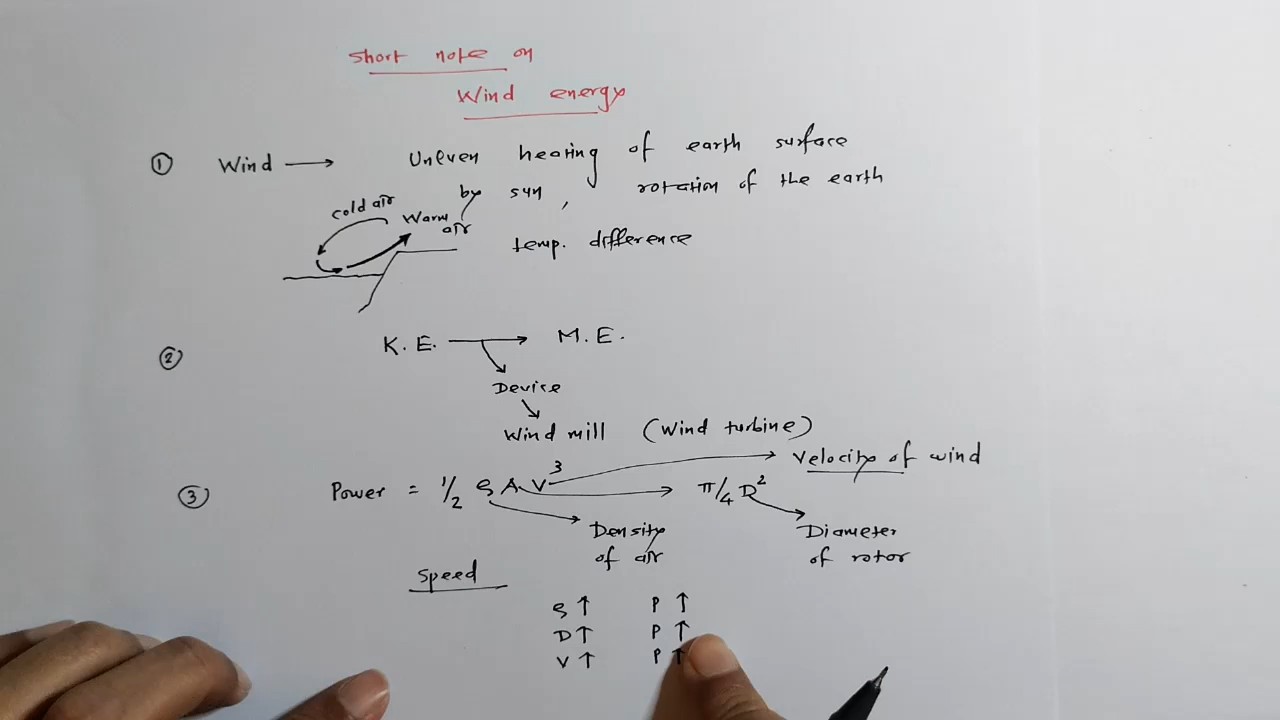 Short note on
Wind energy
① Wind → Uneven heating of earth surface
by sun, rotation of the earth
cold air
Warm air
temp. difference
② K.E. → M.E.
Device
Wind mill (Wind turbine)
③ Power = 1/2 ρ A V³ → Velocity of wind
π/4 D²
Density of air
Diameter of rotor
Speed
ρ ↑ P ↑
D ↑ P ↑
V ↑ P ↑